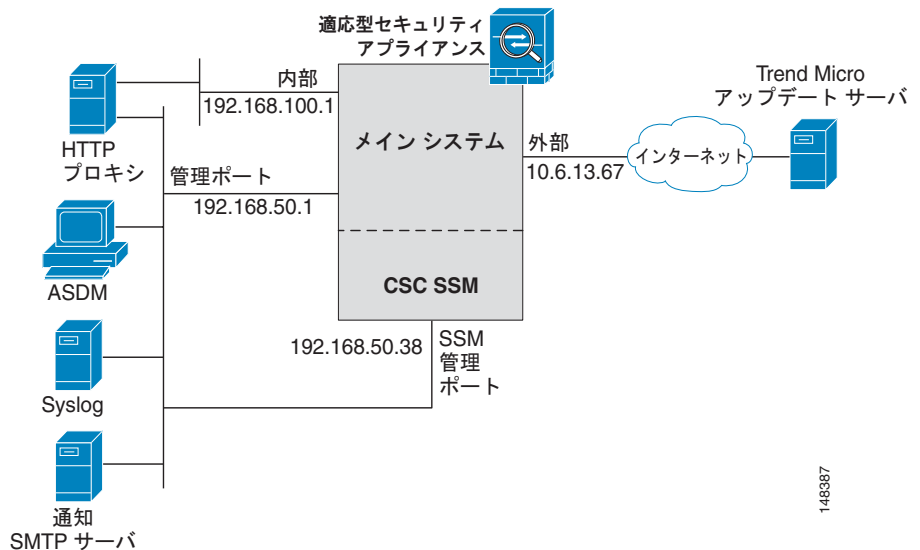 適応型セキュリティ
アプライアンス
内部
192.168.100.1
Trend Micro
アップデート サーバ
メイン システム
外部
10.6.13.67
インターネット
HTTP
プロキシ
管理ポート
192.168.50.1
ASDM
CSC SSM
192.168.50.38
SSM
管理
ポート
Syslog
通知
SMTP サーバ
148387